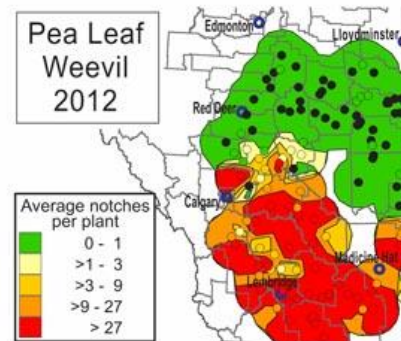 Pea Leaf
Weevil
2012
Edmonton
Lloydminster
Red Deer
Calgary
Madicine Hat
Lethbridge
Average notches
per plant
0 - 1
>1 - 3
>3 - 9
>9 - 27
> 27